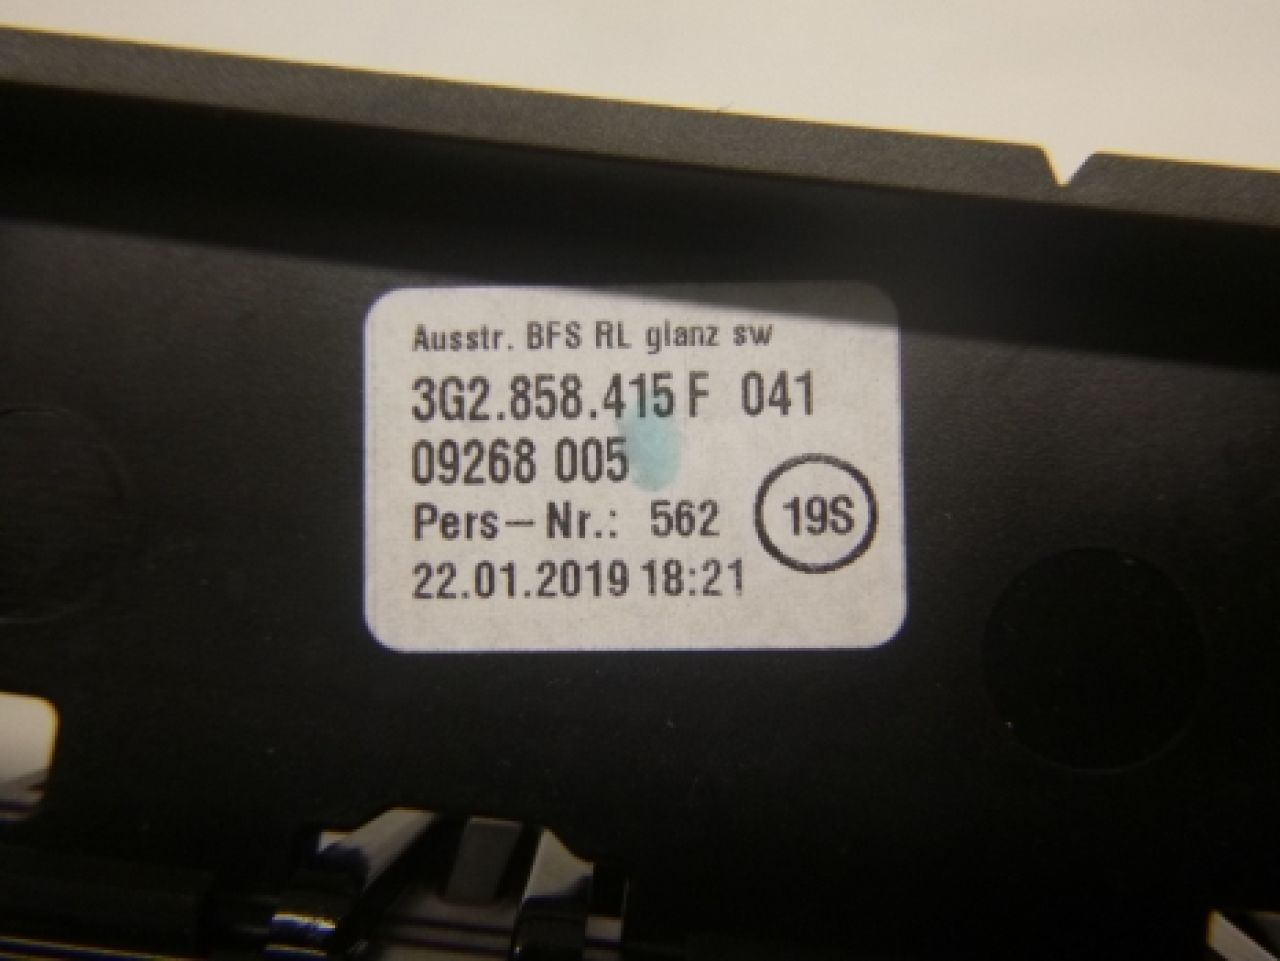 Ausstr. BFS RL glanz sw
3G2.858.415 F 041
09268 005
Pers-Nr.: 562
19S
22.01.2019 18:21